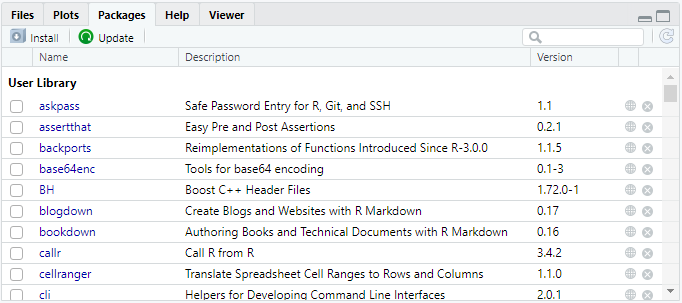 Files Plots Packages Help Viewer
Install Update
Name Description Version
User Library
askpass Safe Password Entry for R, Git, and SSH 1.1
assertthat Easy Pre and Post Assertions 0.2.1
backports Reimplementations of Functions Introduced Since R-3.0.0 1.1.5
base64enc Tools for base64 encoding 0.1-3
BH Boost C++ Header Files 1.72.0-1
blogdown Create Blogs and Websites with R Markdown 0.17
bookdown Authoring Books and Technical Documents with R Markdown 0.16
callr Call R from R 3.4.2
cellranger Translate Spreadsheet Cell Ranges to Rows and Columns 1.1.0
cli Helpers for Developing Command Line Interfaces 2.0.1